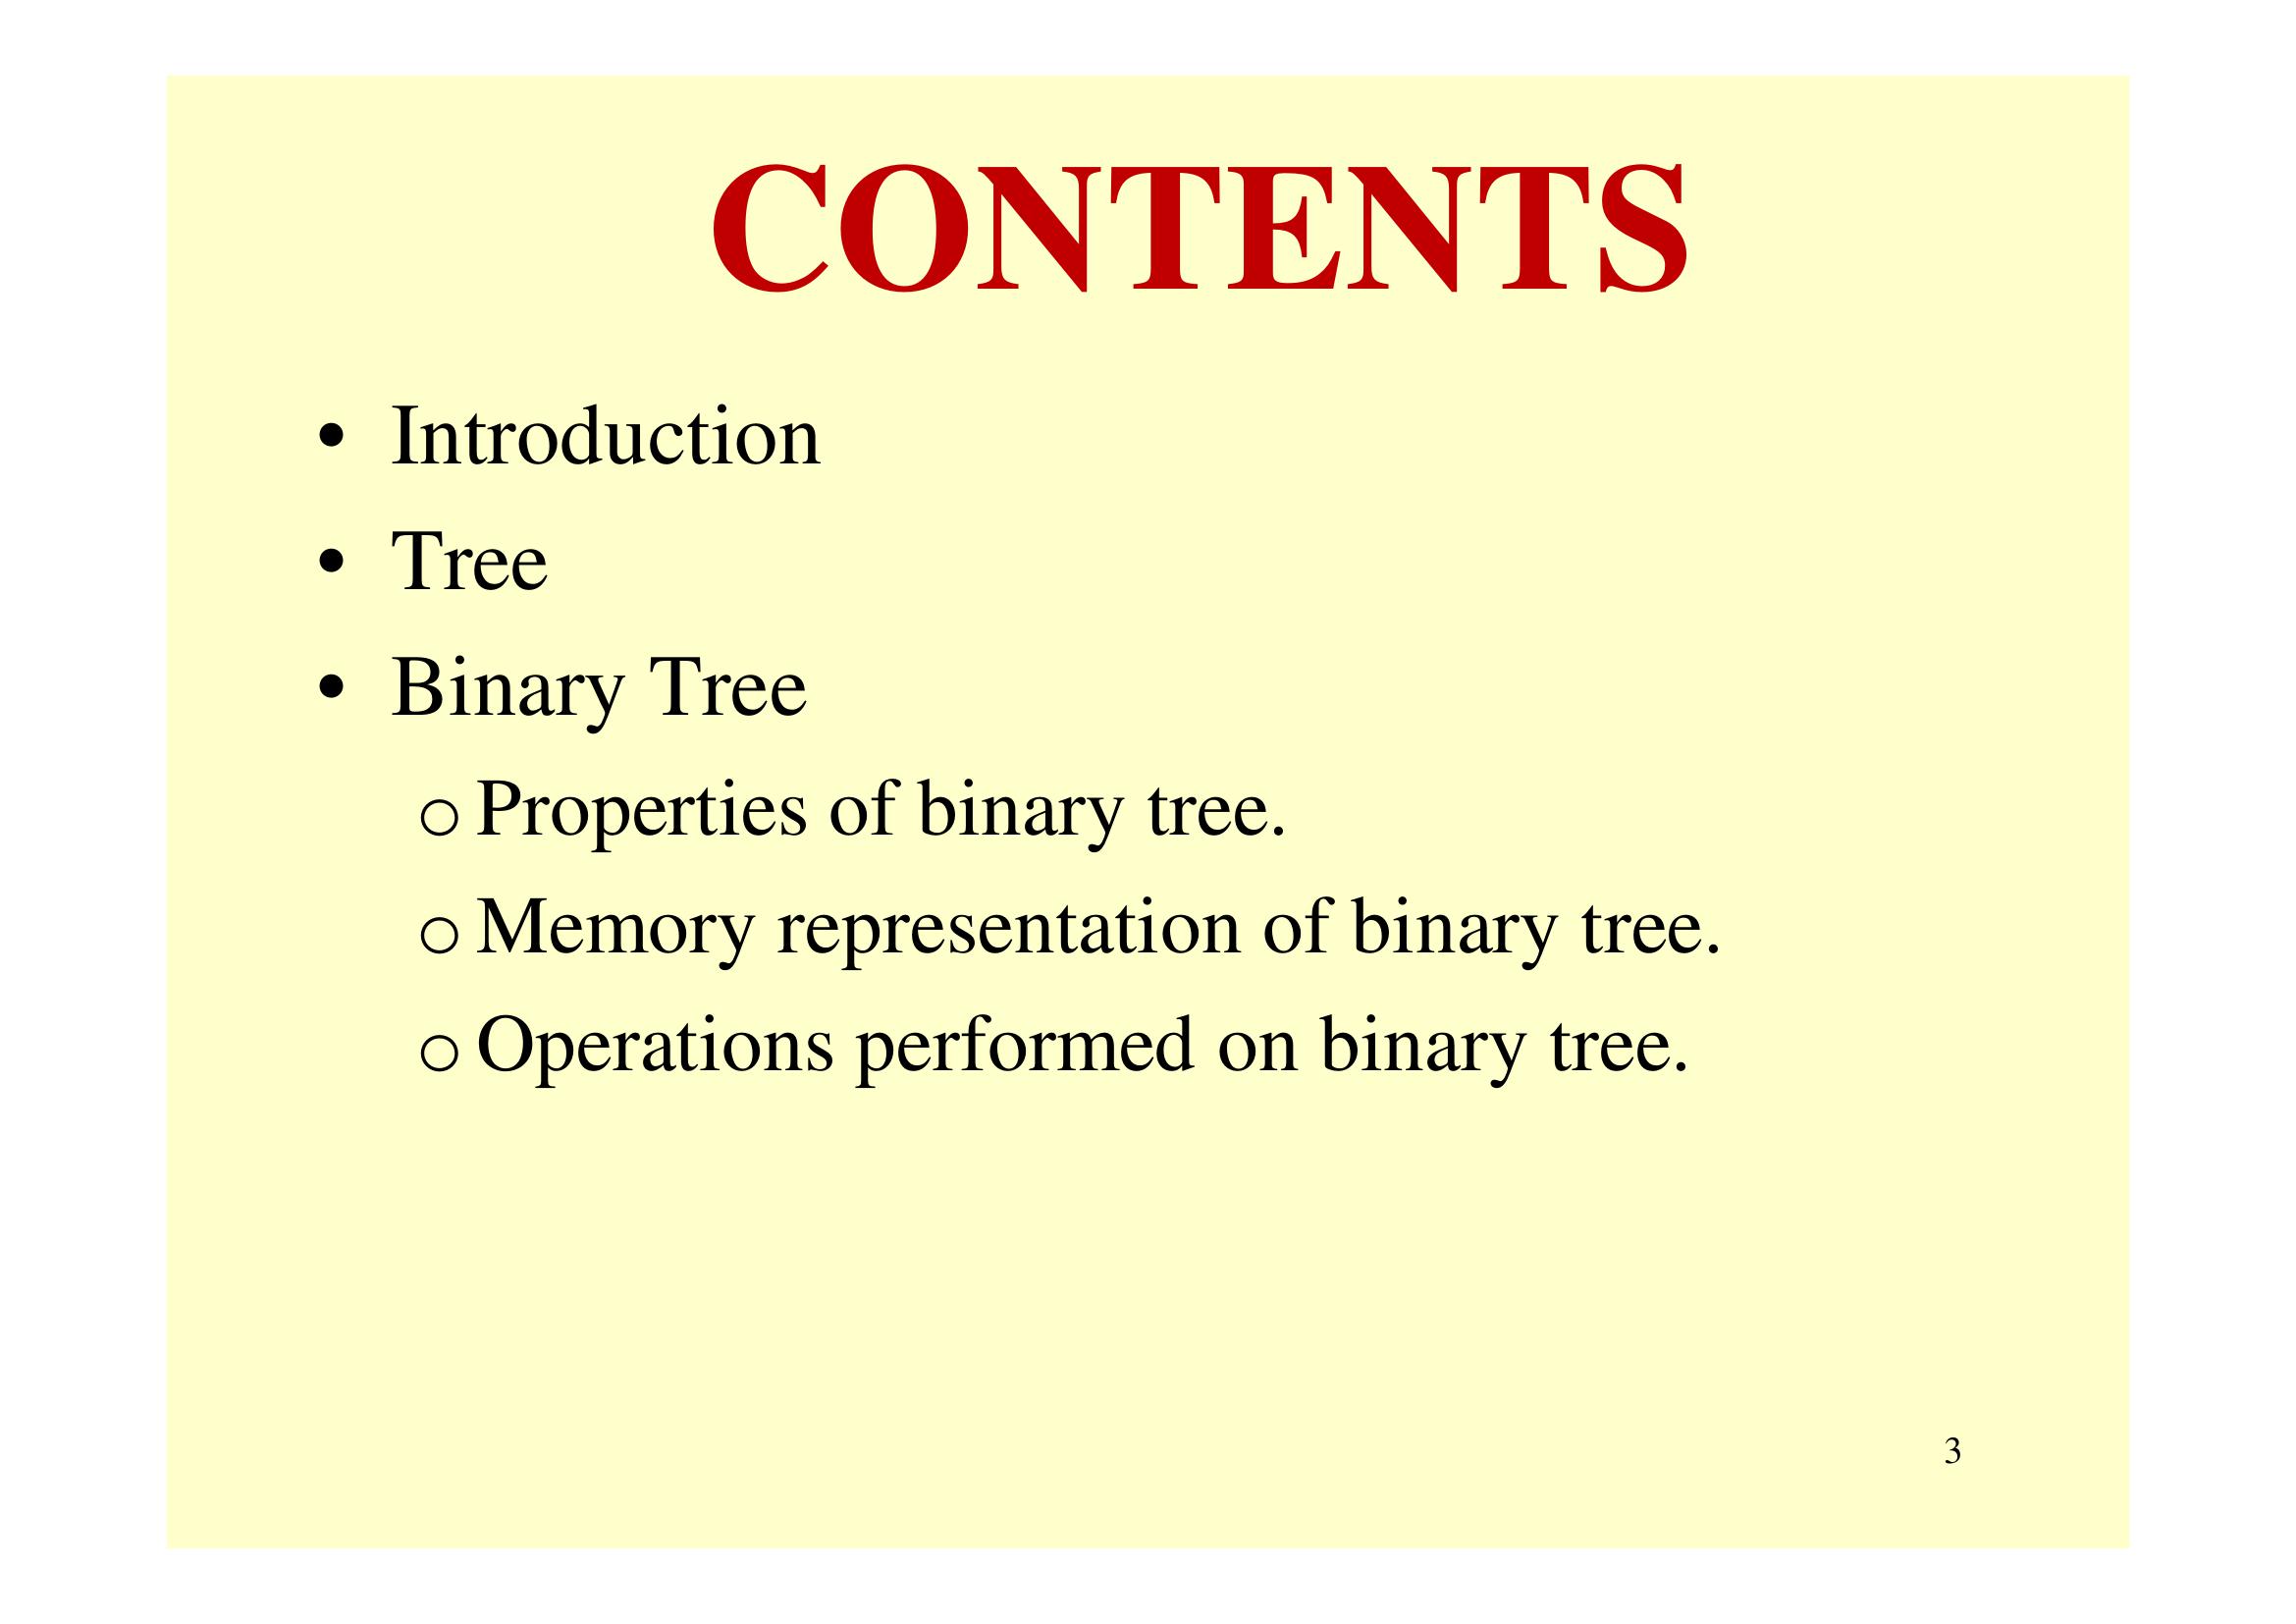 CONTENTS
• Introduction
• Tree
• Binary Tree
○ Properties of binary tree.
○ Memory representation of binary tree.
○ Operations performed on binary tree.
3